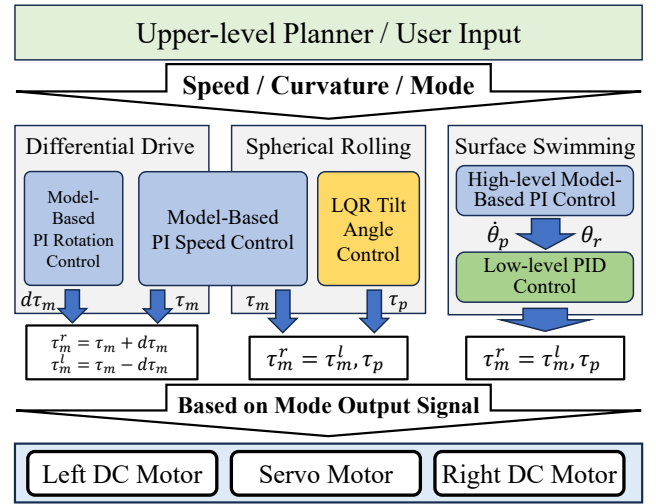 Upper-level Planner / User Input
Speed / Curvature / Mode
Differential Drive
Model-
Based
PI Rotation
Control
Model-Based
PI Speed Control
dτₘ
τₘ
τₘʳ = τₘ + dτₘ
τₘˡ = τₘ − dτₘ
Spherical Rolling
LQR Tilt
Angle
Control
τₘ
τₚ
τₘʳ = τₘˡ, τₚ
Surface Swimming
High-level Model-
Based PI Control
θ̇ₚ
θᵣ
Low-level PID
Control
τₘʳ = τₘˡ, τₚ
Based on Mode Output Signal
Left DC Motor
Servo Motor
Right DC Motor